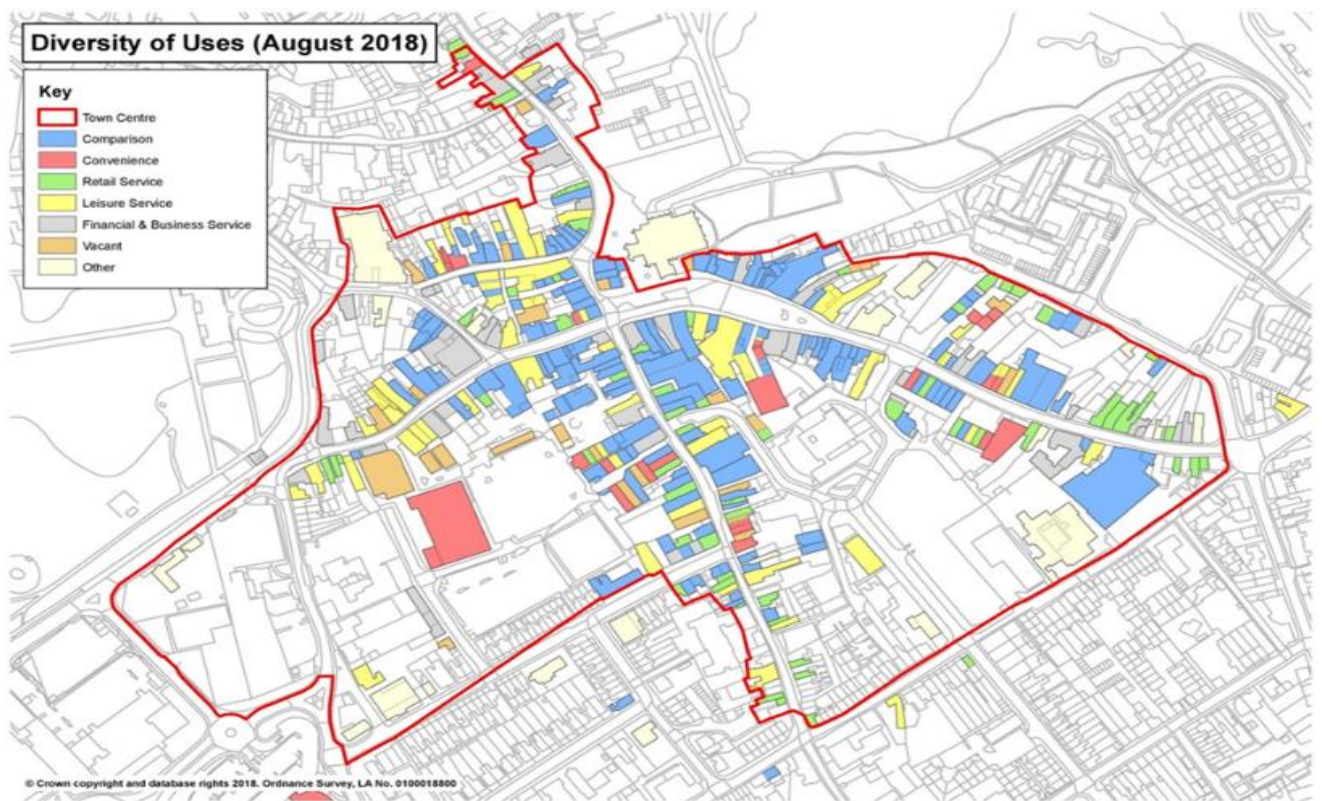 Diversity of Uses (August 2018)
Key
Town Centre
Comparison
Convenience
Retail Service
Leisure Service
Financial & Business Service
Vacant
Other
© Crown copyright and database rights 2018. Ordnance Survey, LA No. 0100018800